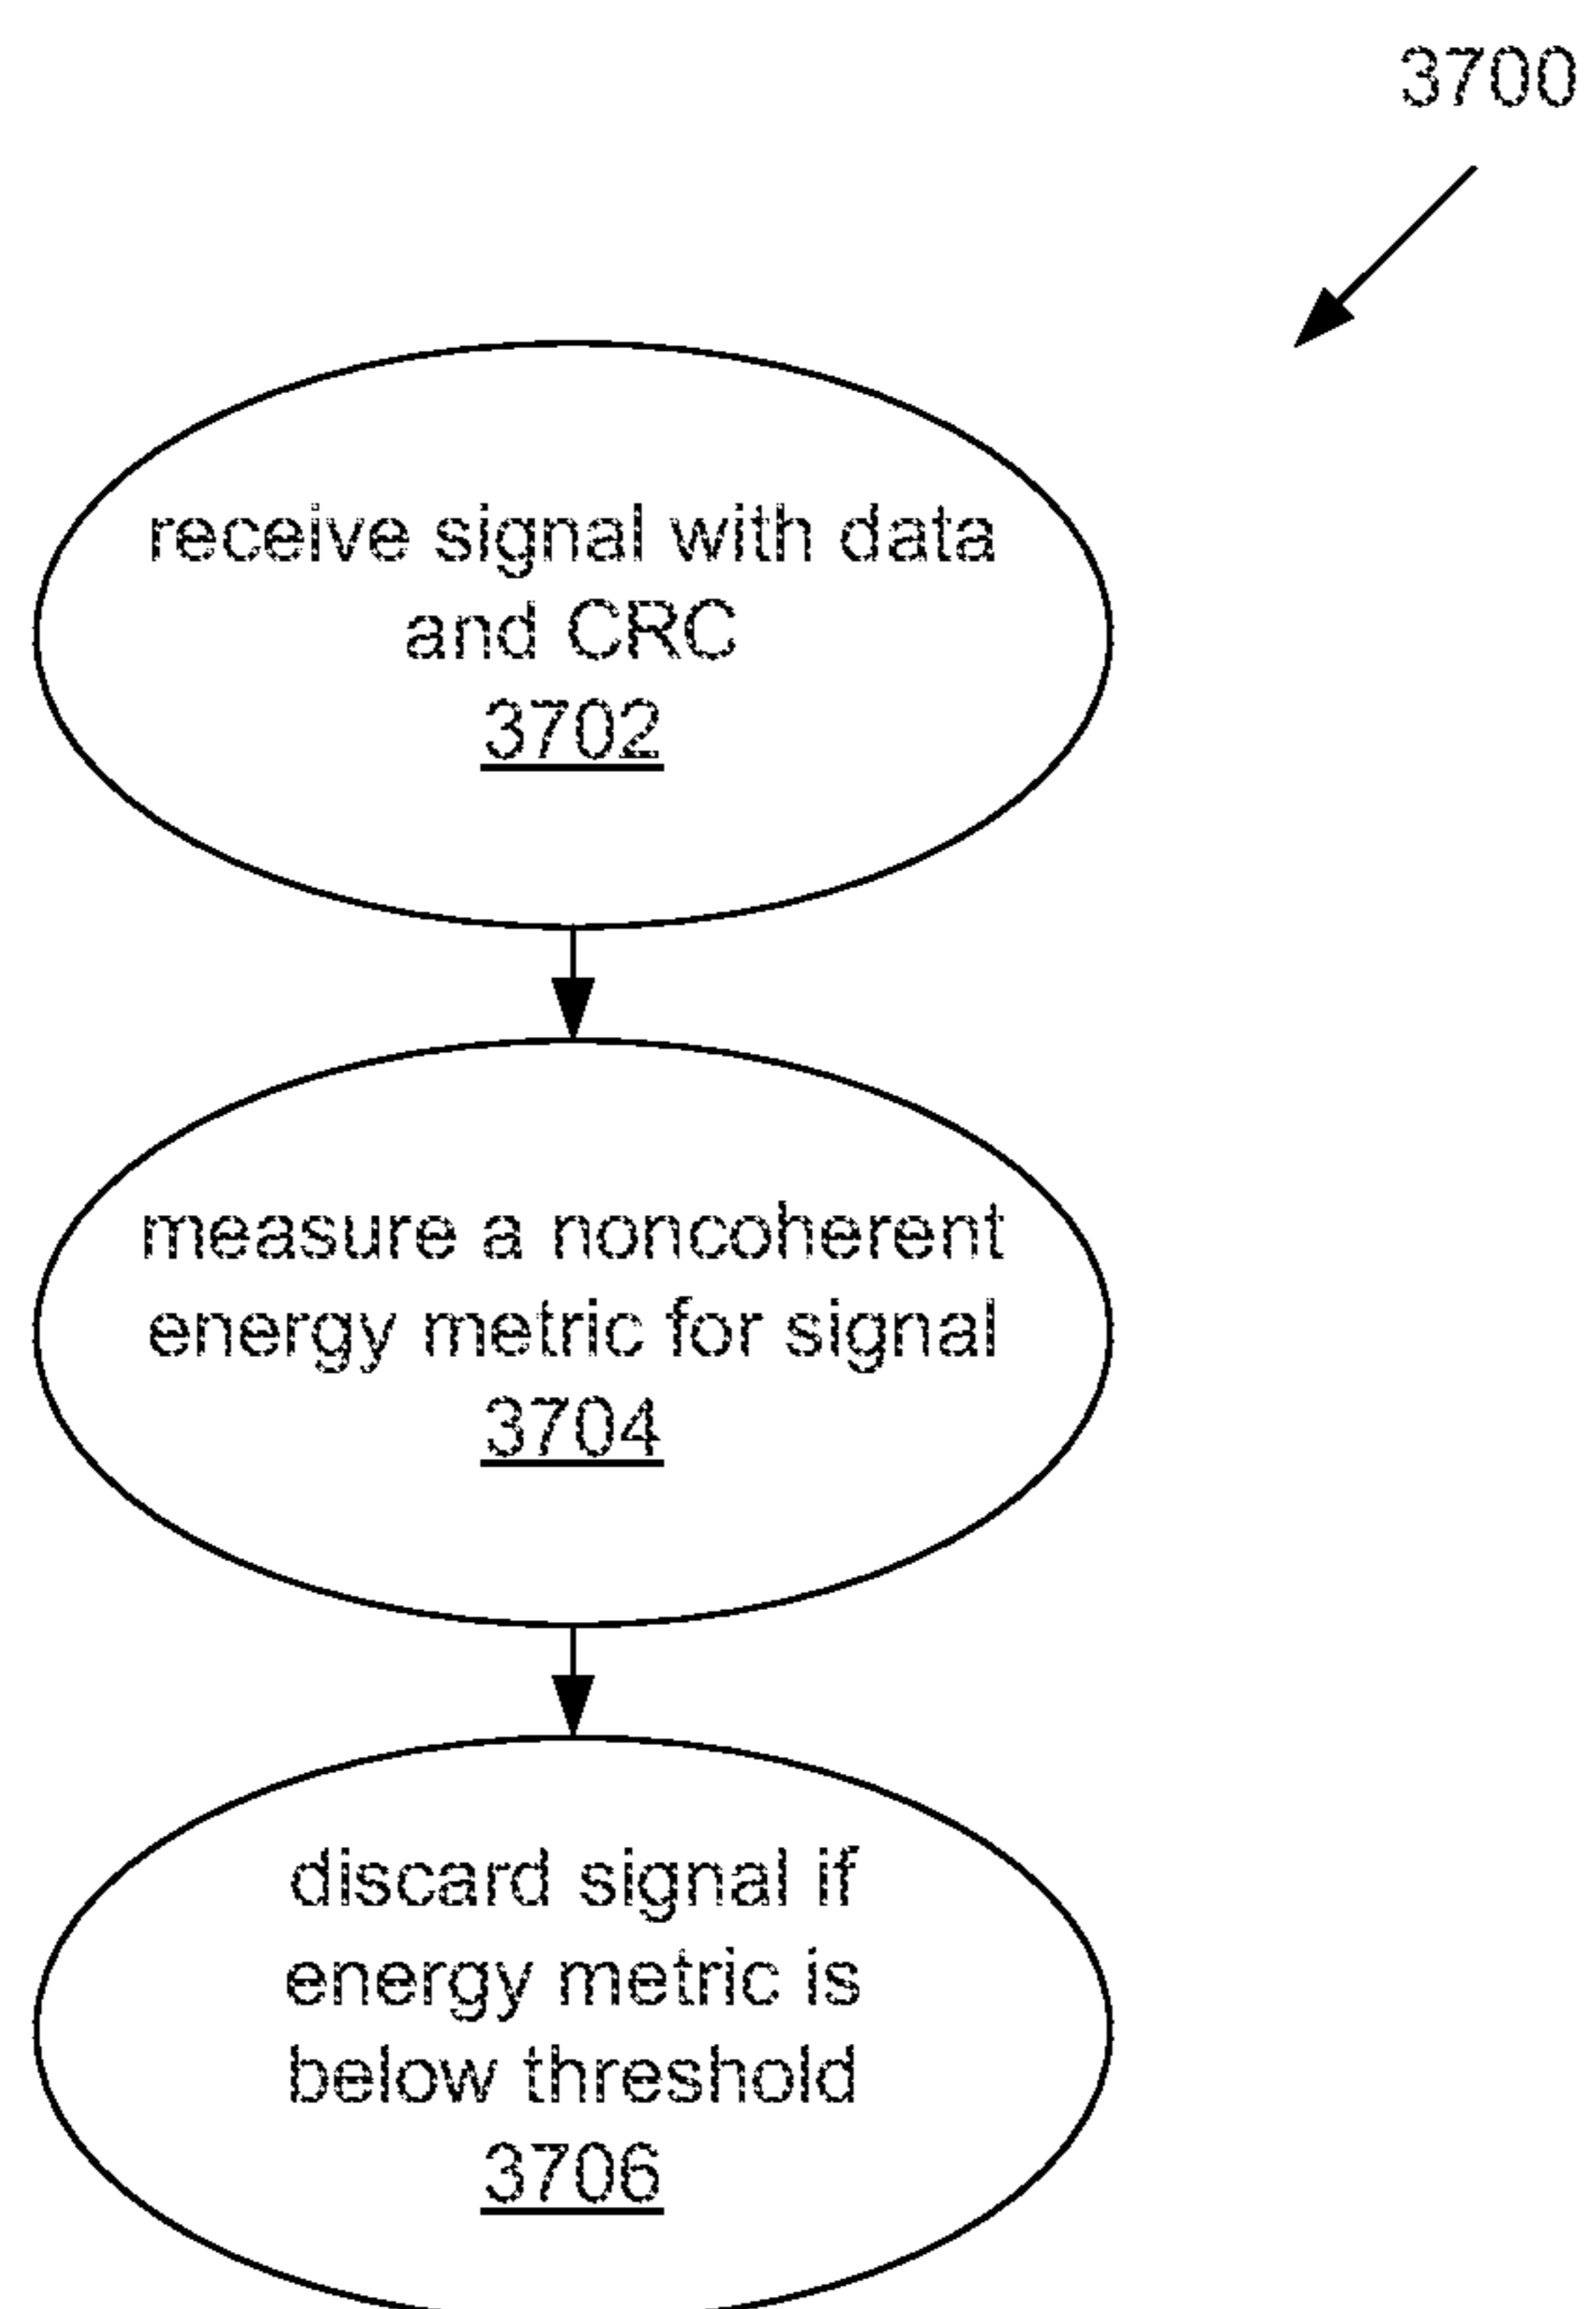 3700
receive signal with data
and CRC
3702
measure a noncoherent
energy metric for signal
3704
discard signal if
energy metric is
below threshold
3706